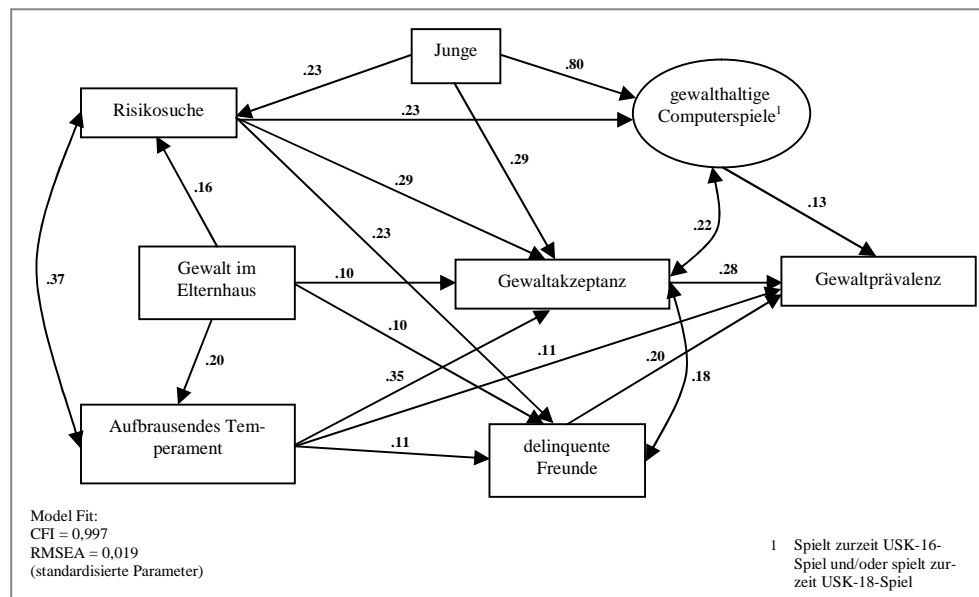 Junge
.23
.80
gewalthaltige
Computerspiele1
Risikosuche
.23
.29
.16
.29
.13
.23
.22
Gewalt im
Elternhaus
.10
Gewaltakzeptanz
.28
Gewaltprävalenz
.37
.10
.11
.20
.20
.35
.18
Aufbrausendes Tem-
perament
.11
delinquente
Freunde
Model Fit:
CFI = 0,997
RMSEA = 0,019
(standardisierte Parameter)
1 Spielt zurzeit USK-16-
Spiel und/oder spielt zur-
zeit USK-18-Spiel